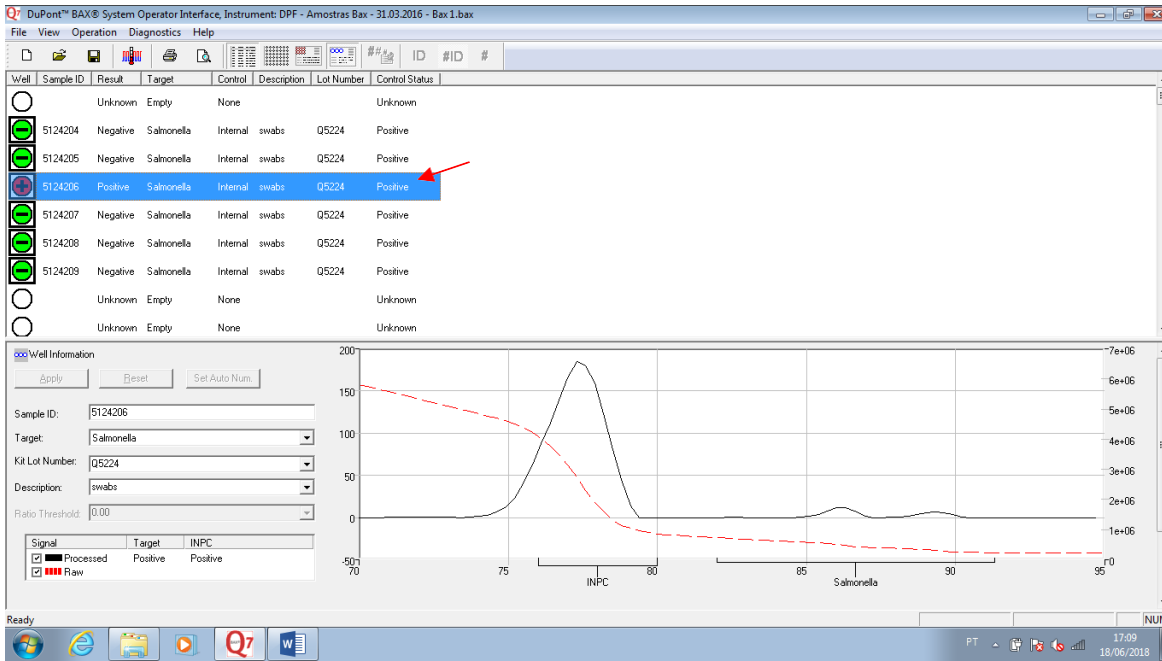 Q7 DuPont™ BAX® System Operator Interface, Instrument: DPF - Amostras Bax - 31.03.2016 - Bax 1.bax
File View Operation Diagnostics Help
##₄# ID #ID #
Well Sample ID Result Target Control Description Lot Number Control Status
Unknown Empty None Unknown
5124204 Negative Salmonella Internal swabs Q5224 Positive
5124205 Negative Salmonella Internal swabs Q5224 Positive
5124206 Positive Salmonella Internal swabs Q5224 Positive
5124207 Negative Salmonella Internal swabs Q5224 Positive
5124208 Negative Salmonella Internal swabs Q5224 Positive
5124209 Negative Salmonella Internal swabs Q5224 Positive
Unknown Empty None Unknown
Unknown Empty None Unknown
Well Information
Apply Reset Set Auto Num.
Sample ID: 5124206
Target: Salmonella
Kit Lot Number: Q5224
Description: swabs
Ratio Threshold: 0.00
Signal Target INPC
Processed Positive Positive
Raw
200 7e+06
6e+06
150
5e+06
100 4e+06
50 3e+06
2e+06
0
1e+06
-50 0
70 75 80 85 90 95
INPC Salmonella
Ready NUM
Q7 W PT 17:09
18/06/2018